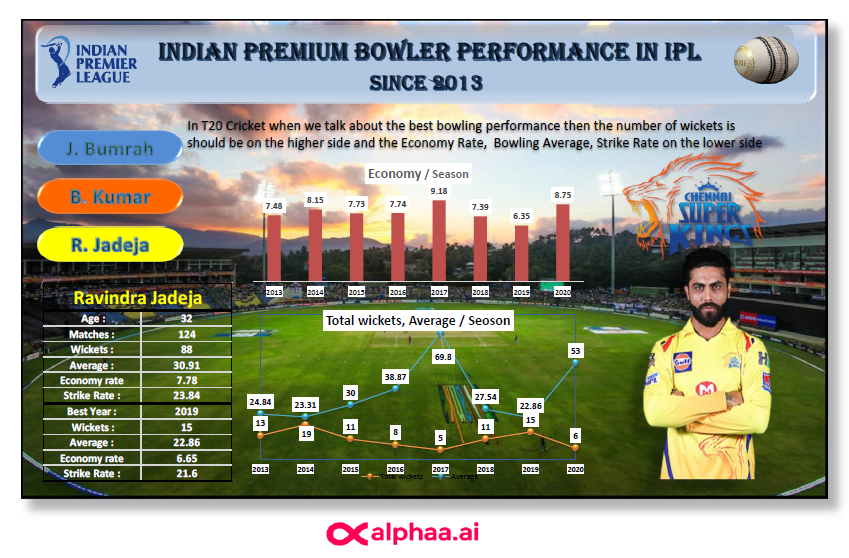 INDIAN PREMIER LEAGUE
INDIAN PREMIUM BOWLER PERFORMANCE IN IPL
SINCE 2013
In T20 Cricket when we talk about the best bowling performance then the number of wickets is
should be on the higher side and the Economy Rate, Bowling Average, Strike Rate on the lower side
J. Bumrah
B. Kumar
R. Jadeja
Economy / Season
7.48 8.15 7.73 7.74 9.18 7.39 6.35 8.75
2013 2014 2015 2016 2017 2018 2019 2020
CHENNAI
SUPER
KINGS
Ravindra Jadeja
Age : 32
Matches : 124
Wickets : 88
Average : 30.91
Economy rate 7.78
Strike Rate : 23.84
Best Year : 2019
Wickets : 15
Average : 22.86
Economy rate 6.65
Strike Rate : 21.6
Total wickets, Average / Seoson
24.84 23.31 30 38.87 69.8 27.54 22.86 53
13 19 11 8 5 11 15 6
2013 2014 2015 2016 2017 2018 2019 2020
Total wickets Average
Gulf
alphaa.ai